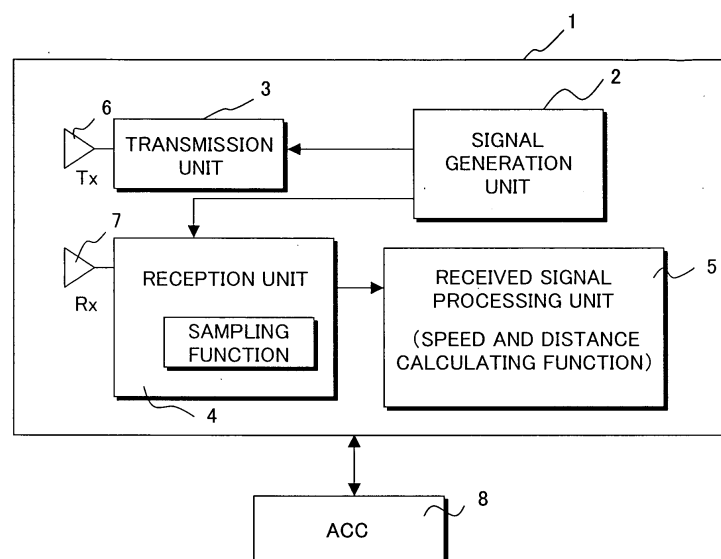 1
2
3
6
TRANSMISSION
UNIT
SIGNAL
GENERATION
UNIT
Tx
7
RECEPTION UNIT
Rx
SAMPLING
FUNCTION
4
RECEIVED SIGNAL
PROCESSING UNIT
(SPEED AND DISTANCE
CALCULATING FUNCTION)
5
ACC
8